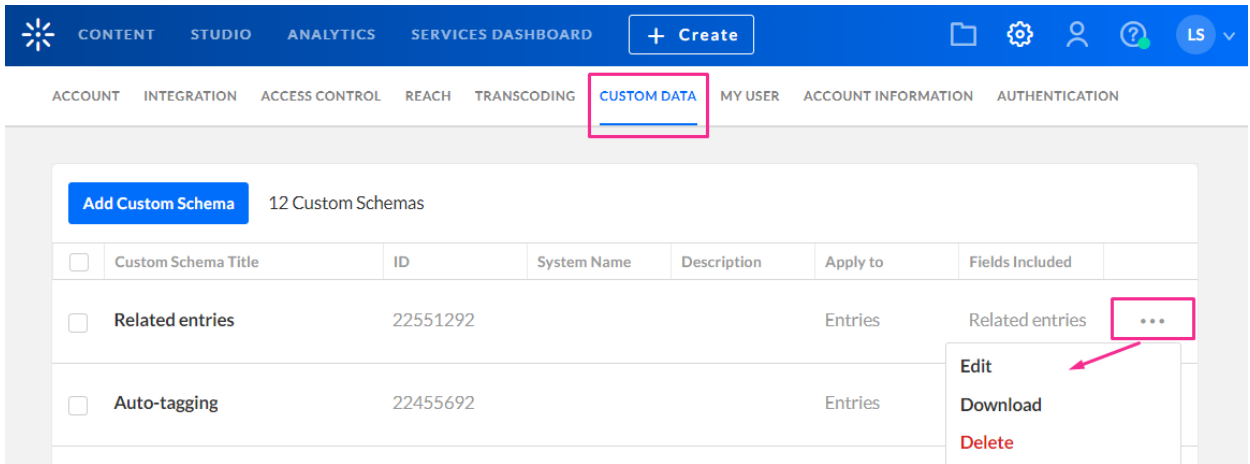 CONTENT STUDIO ANALYTICS SERVICES DASHBOARD + Create LS
ACCOUNT INTEGRATION ACCESS CONTROL REACH TRANSCODING CUSTOM DATA MY USER ACCOUNT INFORMATION AUTHENTICATION
Add Custom Schema 12 Custom Schemas
Custom Schema Title ID System Name Description Apply to Fields Included
Related entries 22551292 Entries Related entries
Edit
Auto-tagging 22455692 Entries
Download
Delete